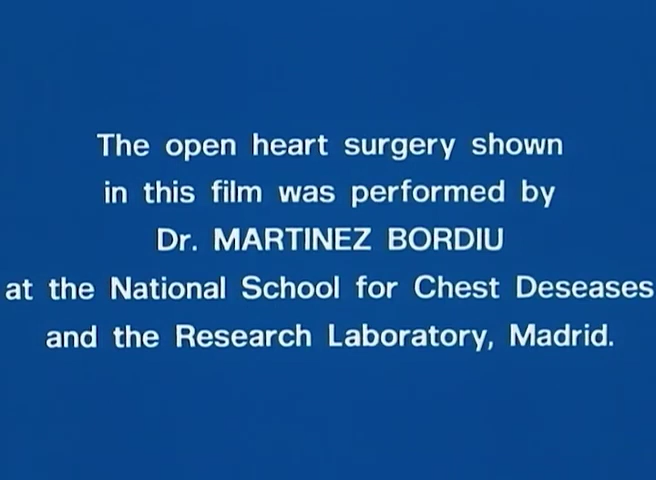 The open heart surgery shown
in this film was performed by
Dr. MARTINEZ BORDIU
at the National School for Chest Deseases
and the Research Laboratory, Madrid.